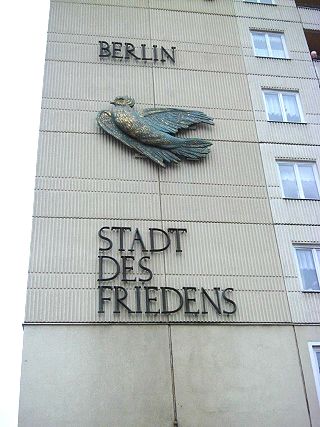 BERLIN
STADT
DES
FRIEDENS